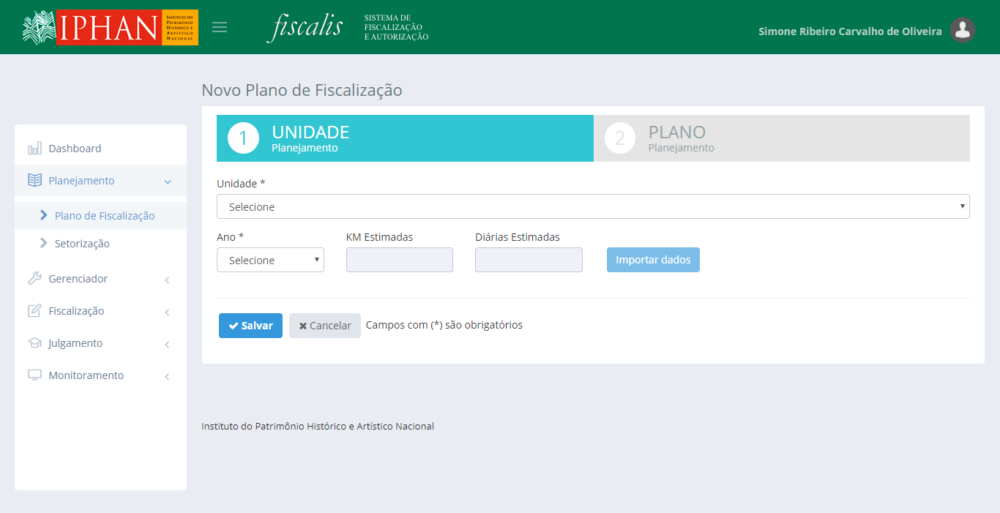 IPHAN
INSTITUTO DO
PATRIMÔNIO
HISTÓRICO E
ARTÍSTICO
NACIONAL
fiscalis
SISTEMA DE
FISCALIZAÇÃO
E AUTORIZAÇÃO
Simone Ribeiro Carvalho de Oliveira
Novo Plano de Fiscalização
Dashboard
Planejamento
Plano de Fiscalização
Setorização
Gerenciador
Fiscalização
Julgamento
Monitoramento
1 UNIDADE
Planejamento
2 PLANO
Planejamento
Unidade *
Selecione
Ano * KM Estimadas Diárias Estimadas
Selecione Importar dados
Salvar Cancelar Campos com (*) são obrigatórios
Instituto do Patrimônio Histórico e Artístico Nacional